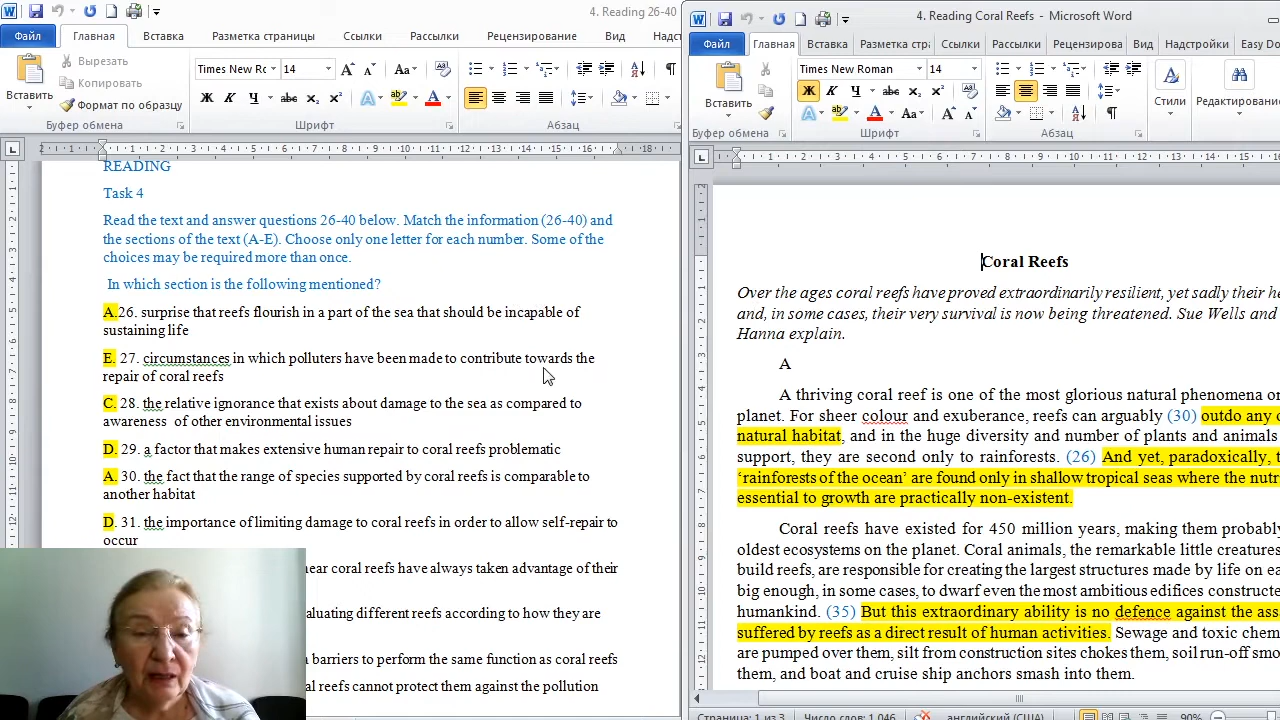 4. Reading 26-40
Файл Главная Вставка Разметка страницы Ссылки Рассылки Рецензирование Вид Надст
Вставить
Вырезать
Копировать
Формат по образцу
Times New Rc 14
Буфер обмена Шрифт Абзац
READING
Task 4
Read the text and answer questions 26-40 below. Match the information (26-40) and
the sections of the text (A-E). Choose only one letter for each number. Some of the
choices may be required more than once.
In which section is the following mentioned?
A.26. surprise that reefs flourish in a part of the sea that should be incapable of
sustaining life
E. 27. circumstances in which polluters have been made to contribute towards the
repair of coral reefs
C. 28. the relative ignorance that exists about damage to the sea as compared to
awareness of other environmental issues
D. 29. a factor that makes extensive human repair to coral reefs problematic
A. 30. the fact that the range of species supported by coral reefs is comparable to
another habitat
D. 31. the importance of limiting damage to coral reefs in order to allow self-repair to
occur
near coral reefs have always taken advantage of their
aluating different reefs according to how they are
barriers to perform the same function as coral reefs
al reefs cannot protect them against the pollution
4. Reading Coral Reefs - Microsoft Word
Файл Главная Вставка Разметка стра Ссылки Рассылки Рецензирова Вид Надстройки Easy Do
Вставить
Times New Roman 14
Стили
Редактирование
Буфер обмена Шрифт Абзац
Coral Reefs
Over the ages coral reefs have proved extraordinarily resilient, yet sadly their he
and, in some cases, their very survival is now being threatened. Sue Wells and
Hanna explain.
A
A thriving coral reef is one of the most glorious natural phenomena on
planet. For sheer colour and exuberance, reefs can arguably (30) outdo any o
natural habitat, and in the huge diversity and number of plants and animals
support, they are second only to rainforests. (26) And yet, paradoxically, t
‘rainforests of the ocean’ are found only in shallow tropical seas where the nutri
essential to growth are practically non-existent.
Coral reefs have existed for 450 million years, making them probably
oldest ecosystems on the planet. Coral animals, the remarkable little creatures
build reefs, are responsible for creating the largest structures made by life on ea
big enough, in some cases, to dwarf even the most ambitious edifices constructe
humankind. (35) But this extraordinary ability is no defence against the ass
suffered by reefs as a direct result of human activities. Sewage and toxic chem
are pumped over them, silt from construction sites chokes them, soil run-off smo
them, and boat and cruise ship anchors smash into them.
Страница: 1 из 3 Число слов: 1 046 английский (США) 90%